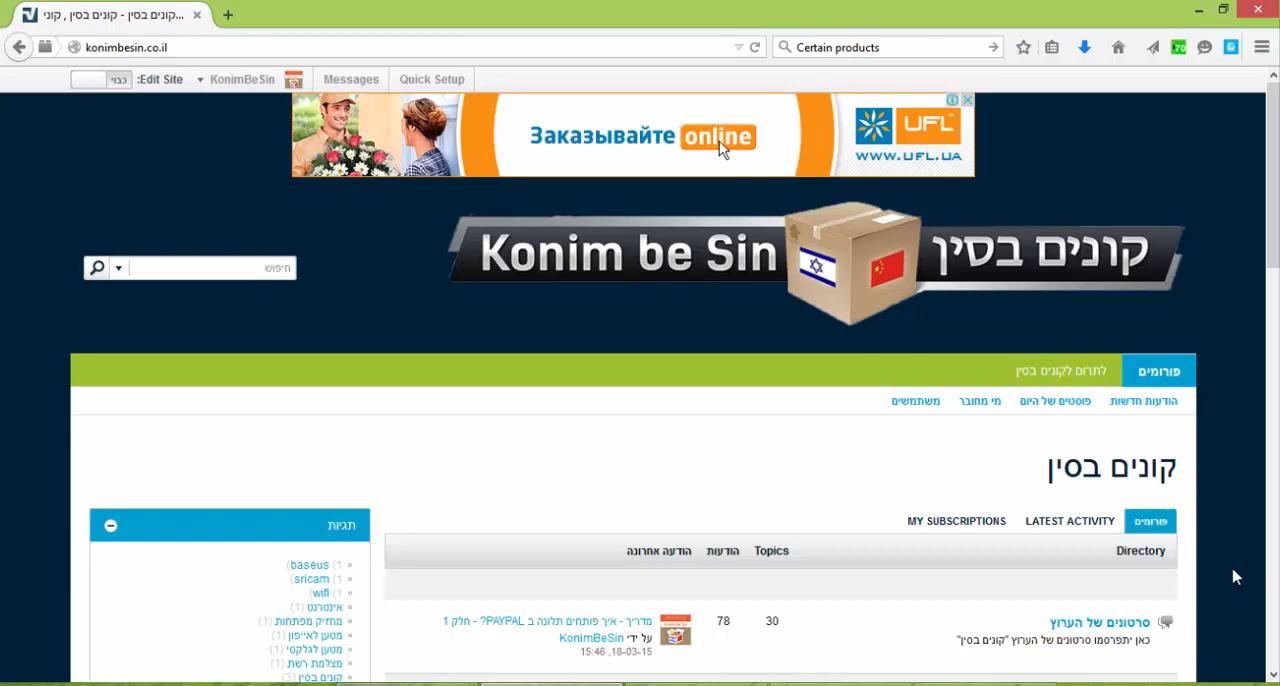 קונים בסין - קונים בסין , קוני...
konimbesin.co.il
Certain products
70
כבוי
:Edit Site
KonimBeSin
Messages
Quick Setup
Заказывайте online
UFL
WWW.UFL.UA
Konim be Sin
קונים בסין
חיפוש
פורומים
לתרום לקונים בסין
הודעות חדשות
פוסטים של היום
מי מחובר
משתמשים
קונים בסין
פורומים
LATEST ACTIVITY
MY SUBSCRIPTIONS
Directory
Topics
הודעות
הודעה אחרונה
סרטונים של הערוץ
כאן יתפרסמו סרטונים של הערוץ "קונים בסין"
30
78
מדריך - איך פותחים תלונה ב PAYPAL? - חלק 1
על ידי KonimBeSin
18-03-15, 15:46
תגיות
baseus (1)
sricam (1)
wifi (1)
אינטרנט (1)
מחזיק מפתחות (1)
מטען לאייפון (1)
מטען לגלקסי (1)
מצלמת רשת (1)
קונים בסין (3)